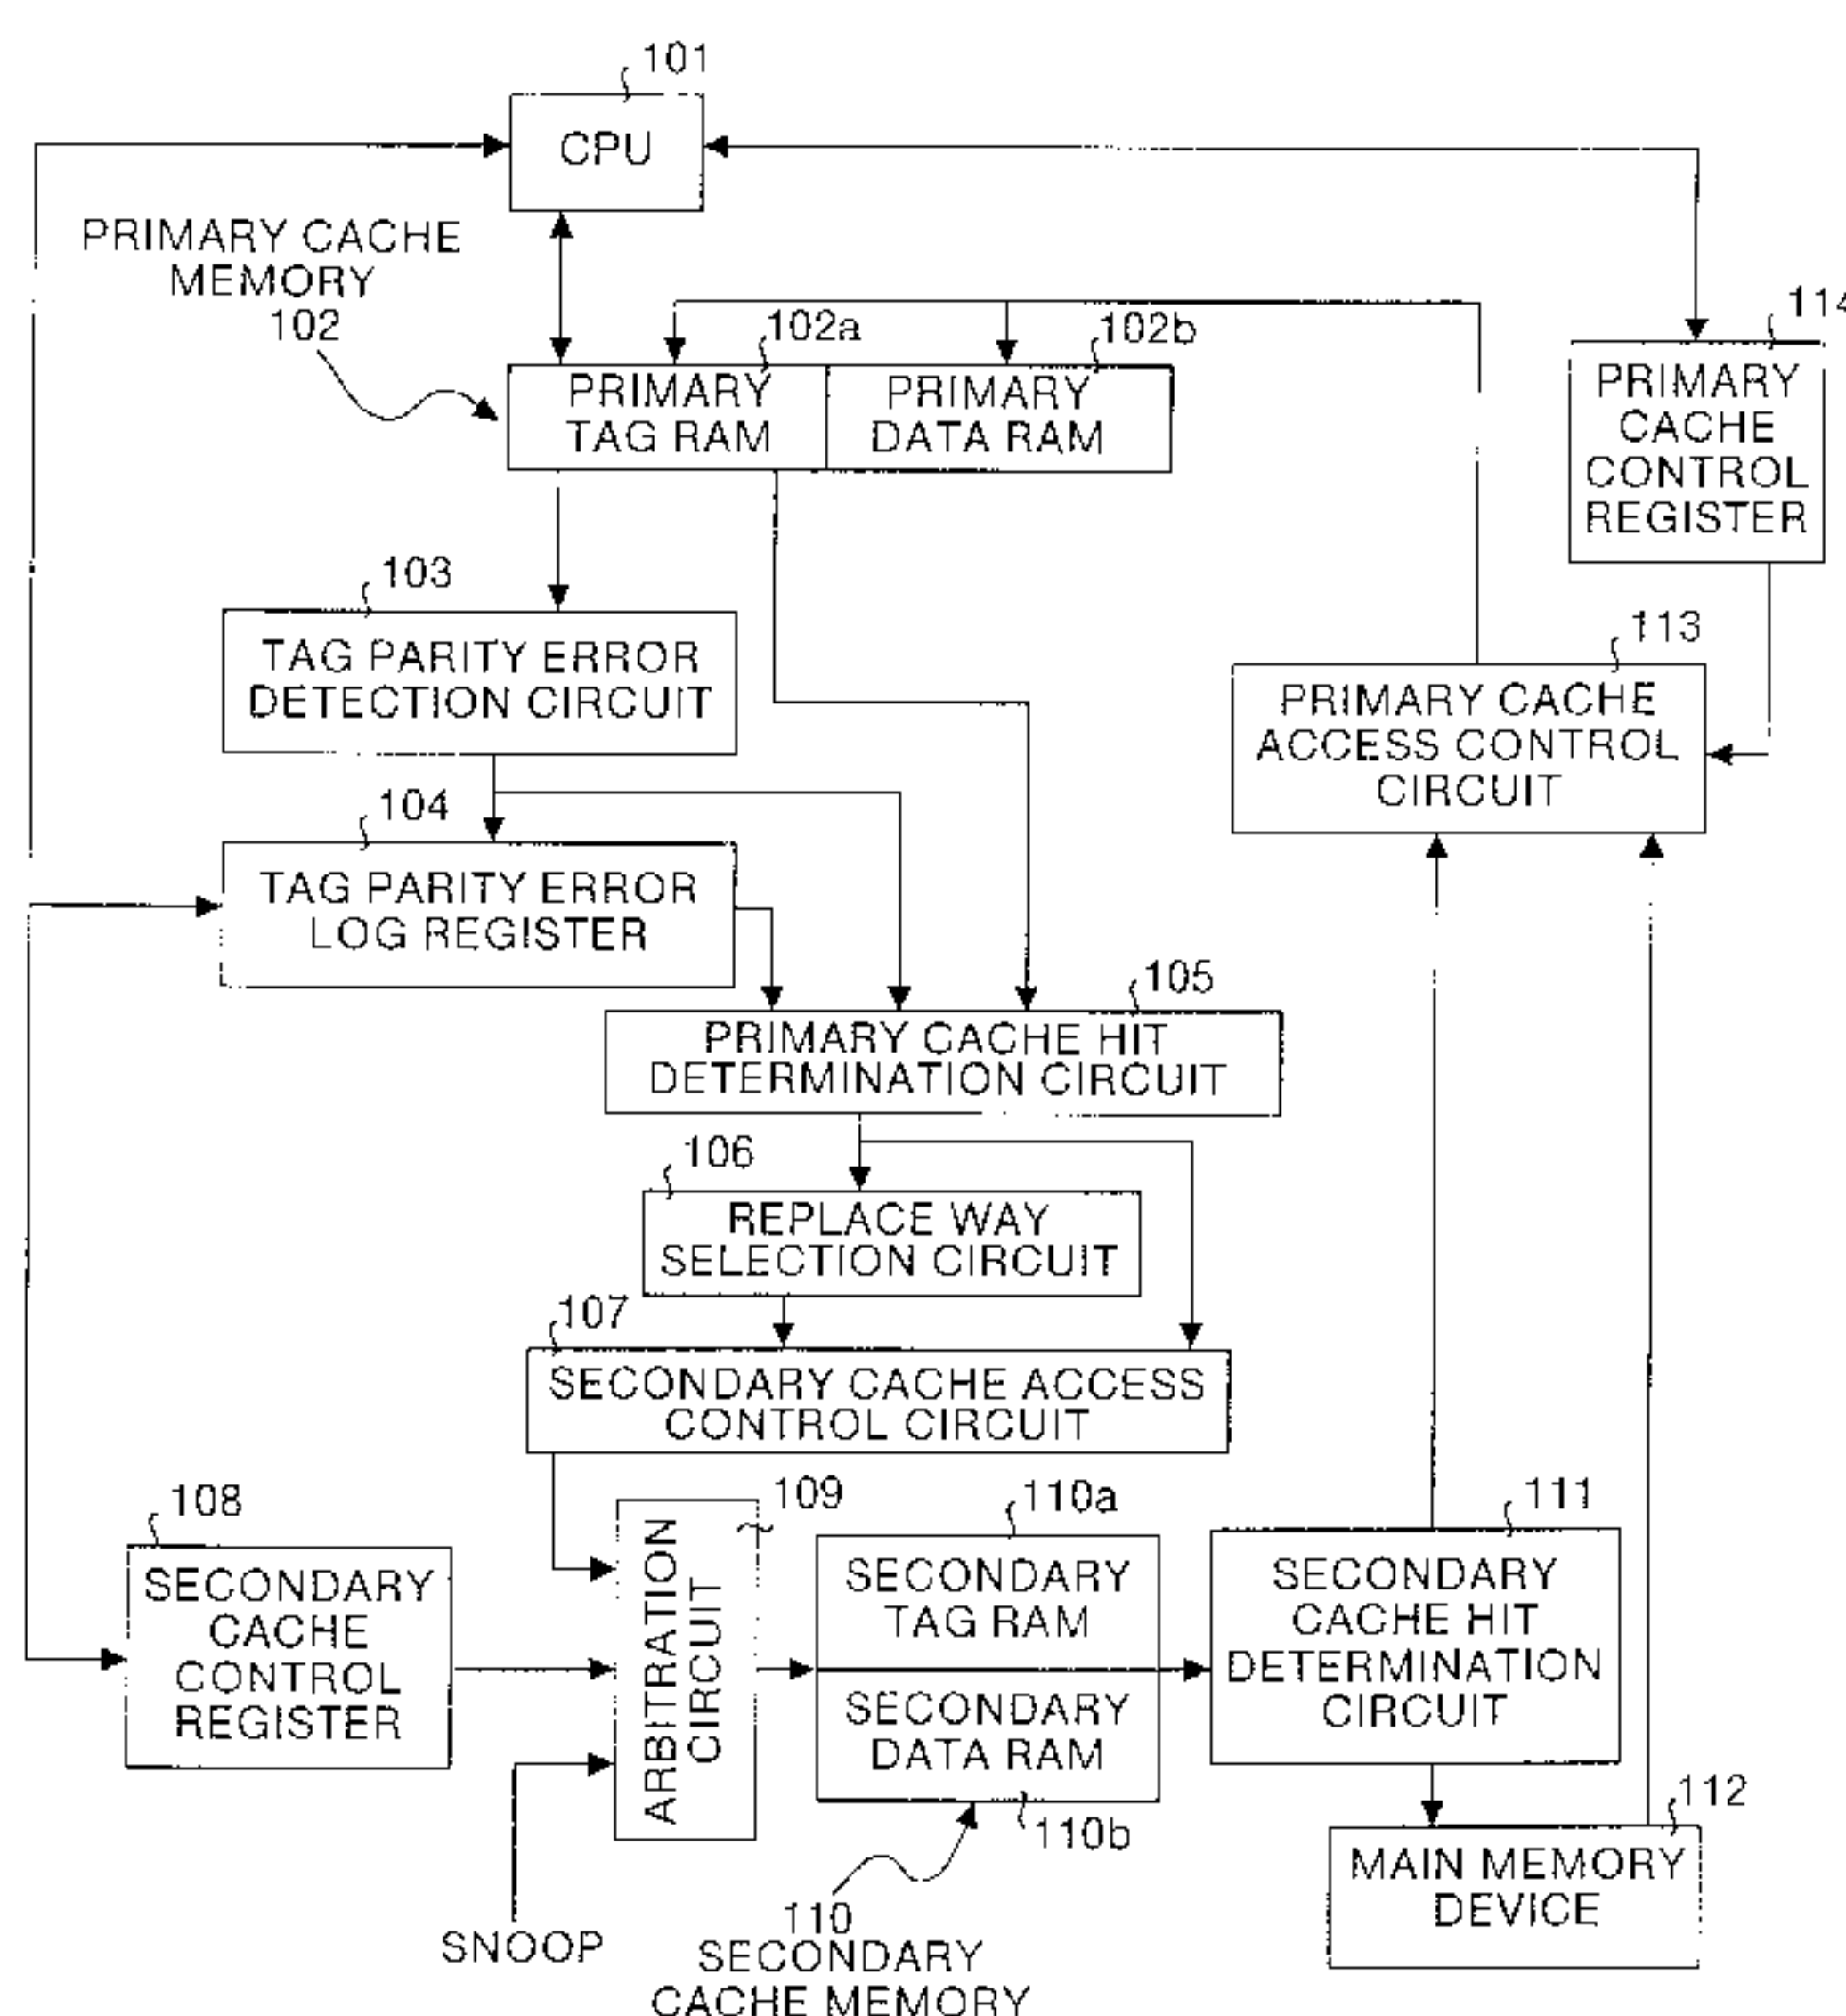 101
CPU
PRIMARY CACHE
MEMORY
102
102a
102b
114
PRIMARY
TAG RAM
PRIMARY
DATA RAM
PRIMARY
CACHE
CONTROL
REGISTER
103
TAG PARITY ERROR
DETECTION CIRCUIT
113
PRIMARY CACHE
ACCESS CONTROL
CIRCUIT
104
TAG PARITY ERROR
LOG REGISTER
105
PRIMARY CACHE HIT
DETERMINATION CIRCUIT
106
REPLACE WAY
SELECTION CIRCUIT
107
SECONDARY CACHE ACCESS
CONTROL CIRCUIT
108
SECONDARY
CACHE
CONTROL
REGISTER
109
ARBITRATION
CIRCUIT
110a
SECONDARY
TAG RAM
SECONDARY
DATA RAM
110b
111
SECONDARY
CACHE HIT
DETERMINATION
CIRCUIT
112
MAIN MEMORY
DEVICE
SNOOP
110
SECONDARY
CACHE MEMORY